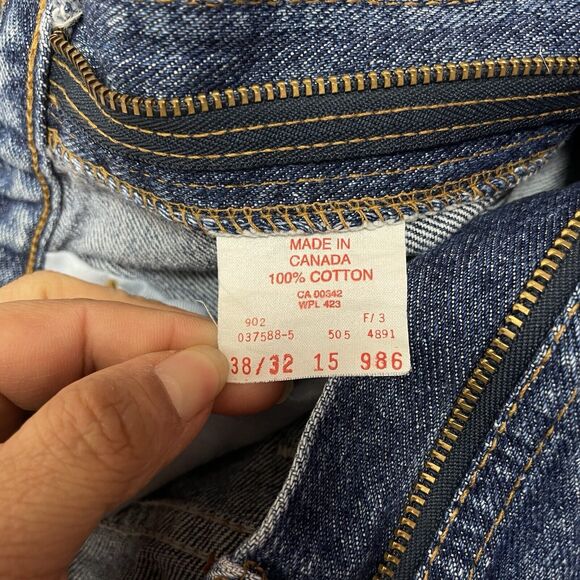 MADE IN
CANADA
100% COTTON
CA 00342
WPL 423
902 F/3
037588-5 505 4891
38/32 15 986